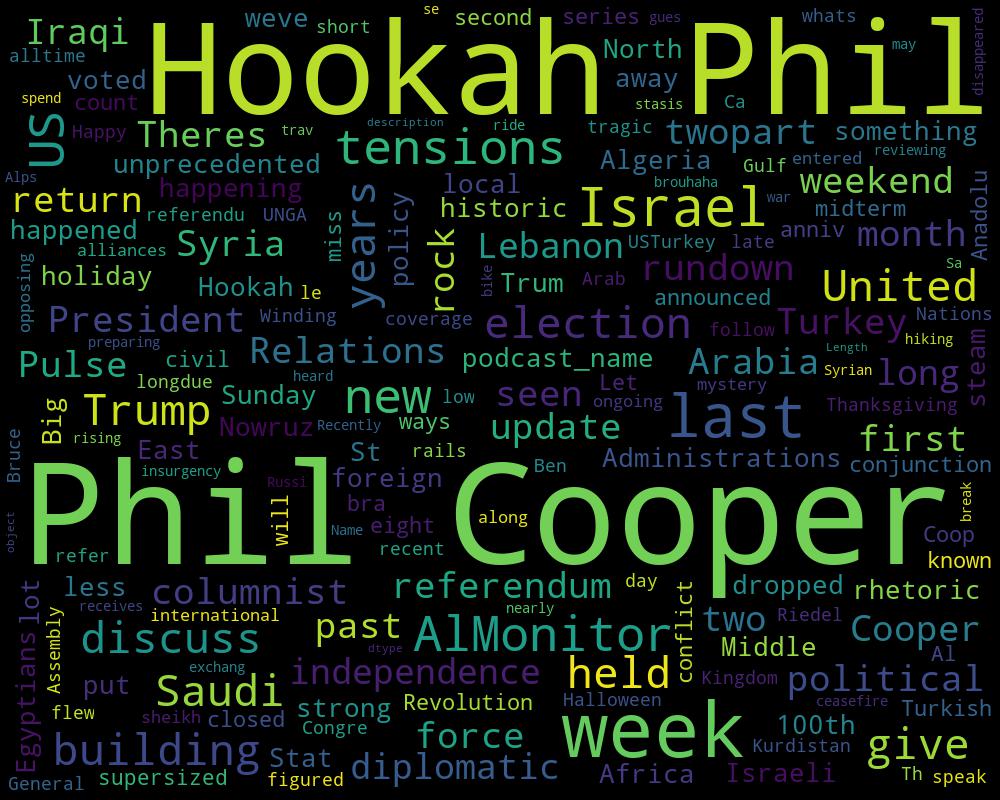 Iraqi weve short se second series gues whats disappeared
alltime Hookah Phil North may
voted away
spend count stasis Ca
US Happy Theres trav description ride tragic twopart something
tensions reviewing
unprecedented Algeria Gulf entered
Alps happening local brouhaha weekend
return referendu UNGA miss years policy historic Israel war midterm Anadolu
happened alliances Syria rock Lebanon USTurkey late anniv month
opposing holiday Hookah le bike Trum Arab rundown Sa United
announced
President Winding coverage election follow Turkey Nations
preparing hiking
Pulse civil Relations podcast_name Arabia Length Syrian long steam
longdue heard seen Let mystery
Big Trump Sunday new low ongoing last Thanksgiving
rising Nowruz Recently ways update first
Bruce East St rails Administrations conjunction
insurgency Ben
Phil Cooper
Russi foreign
object will bra Name eight along break Coop
refer recent known
lot less columnist referendum day dropped rhetoric
receives international nearly conflict
Egyptians Assembly discuss past AlMonitor two Riedel Cooper
exchang dtype Middle Al
put Saudi independence held Kingdom political
flew sheikh closed strong Revolution Halloween ceasefire Turkish
Congre week 100th
building Stat force Kurdistan give
General supersized figured diplomatic Africa Israeli Th speak